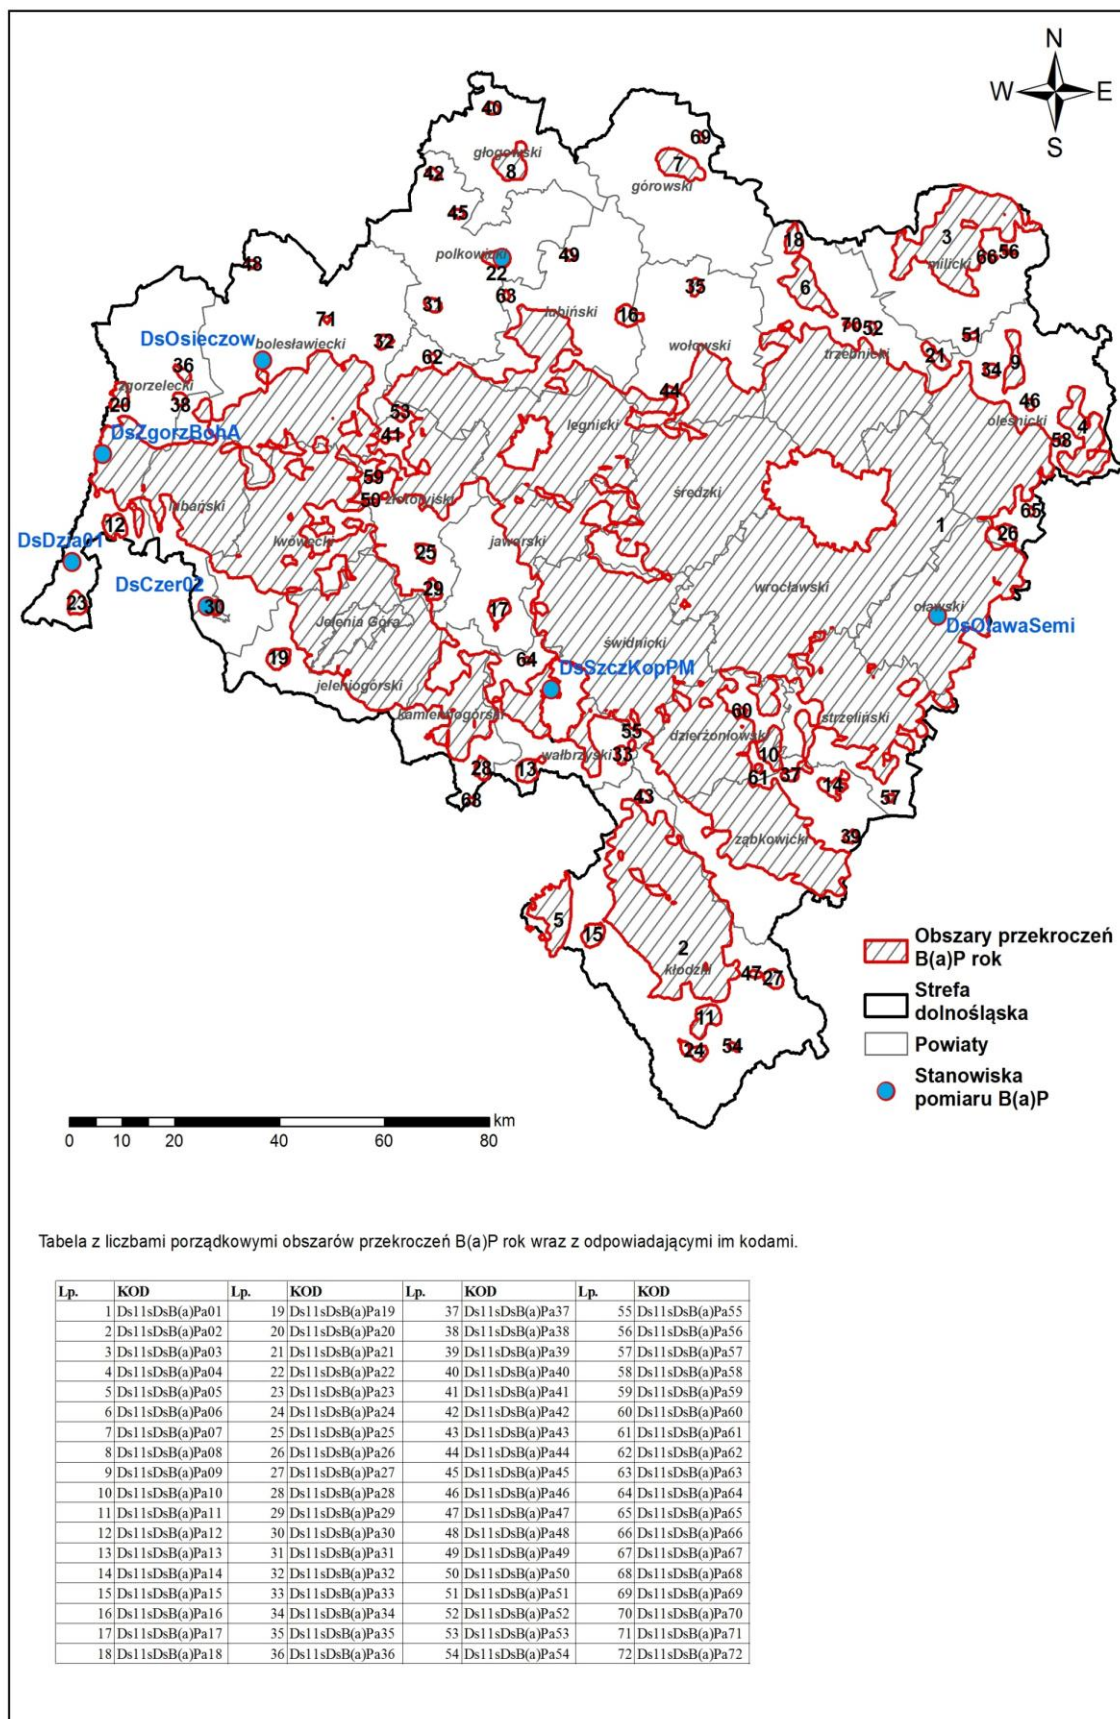 N
W E
S
40
69
głogowski
7
8
42
górowski
45
18
3
polkowicki
49
56
66
milicki
48
22
6
35
63
31
16
lubiński
71
70 52
DsOsieczow
32
bolesławiecki
wołowski
trzebnicki
51
21
62
36
34 9
zgorzelecki
44
20 38
53
46
legnicki
oleśnicki
41
4
DsZgorzBohA
58
59
50 złotoryjski
średzki
lubański
65
12
1
26
DsDzia01
lwówecki
jaworski
25
DsCzer02
29
wrocławski
23
30
17
oławski
Jelenia Góra
DsOlawaSemi
świdnicki
19
64
DsSzczKopPM
jeleniogórski
kamiennogórski
60
strzeliński
55
dzierżoniowski
wałbrzyski
33
10
28 13
61 37
14
68
43
57
39
ząbkowicki
5
15
2
kłodzki
47 27
11
24 54
Obszary przekroczeń
B(a)P rok
Strefa
dolnośląska
Powiaty
Stanowiska
pomiaru B(a)P
km
0 10 20 40 60 80
Tabela z liczbami porządkowymi obszarów przekroczeń B(a)P rok wraz z odpowiadającymi im kodami.
Lp. KOD Lp. KOD Lp. KOD Lp. KOD
1 Ds11sDsB(a)Pa01 19 Ds11sDsB(a)Pa19 37 Ds11sDsB(a)Pa37 55 Ds11sDsB(a)Pa55
2 Ds11sDsB(a)Pa02 20 Ds11sDsB(a)Pa20 38 Ds11sDsB(a)Pa38 56 Ds11sDsB(a)Pa56
3 Ds11sDsB(a)Pa03 21 Ds11sDsB(a)Pa21 39 Ds11sDsB(a)Pa39 57 Ds11sDsB(a)Pa57
4 Ds11sDsB(a)Pa04 22 Ds11sDsB(a)Pa22 40 Ds11sDsB(a)Pa40 58 Ds11sDsB(a)Pa58
5 Ds11sDsB(a)Pa05 23 Ds11sDsB(a)Pa23 41 Ds11sDsB(a)Pa41 59 Ds11sDsB(a)Pa59
6 Ds11sDsB(a)Pa06 24 Ds11sDsB(a)Pa24 42 Ds11sDsB(a)Pa42 60 Ds11sDsB(a)Pa60
7 Ds11sDsB(a)Pa07 25 Ds11sDsB(a)Pa25 43 Ds11sDsB(a)Pa43 61 Ds11sDsB(a)Pa61
8 Ds11sDsB(a)Pa08 26 Ds11sDsB(a)Pa26 44 Ds11sDsB(a)Pa44 62 Ds11sDsB(a)Pa62
9 Ds11sDsB(a)Pa09 27 Ds11sDsB(a)Pa27 45 Ds11sDsB(a)Pa45 63 Ds11sDsB(a)Pa63
10 Ds11sDsB(a)Pa10 28 Ds11sDsB(a)Pa28 46 Ds11sDsB(a)Pa46 64 Ds11sDsB(a)Pa64
11 Ds11sDsB(a)Pa11 29 Ds11sDsB(a)Pa29 47 Ds11sDsB(a)Pa47 65 Ds11sDsB(a)Pa65
12 Ds11sDsB(a)Pa12 30 Ds11sDsB(a)Pa30 48 Ds11sDsB(a)Pa48 66 Ds11sDsB(a)Pa66
13 Ds11sDsB(a)Pa13 31 Ds11sDsB(a)Pa31 49 Ds11sDsB(a)Pa49 67 Ds11sDsB(a)Pa67
14 Ds11sDsB(a)Pa14 32 Ds11sDsB(a)Pa32 50 Ds11sDsB(a)Pa50 68 Ds11sDsB(a)Pa68
15 Ds11sDsB(a)Pa15 33 Ds11sDsB(a)Pa33 51 Ds11sDsB(a)Pa51 69 Ds11sDsB(a)Pa69
16 Ds11sDsB(a)Pa16 34 Ds11sDsB(a)Pa34 52 Ds11sDsB(a)Pa52 70 Ds11sDsB(a)Pa70
17 Ds11sDsB(a)Pa17 35 Ds11sDsB(a)Pa35 53 Ds11sDsB(a)Pa53 71 Ds11sDsB(a)Pa71
18 Ds11sDsB(a)Pa18 36 Ds11sDsB(a)Pa36 54 Ds11sDsB(a)Pa54 72 Ds11sDsB(a)Pa72